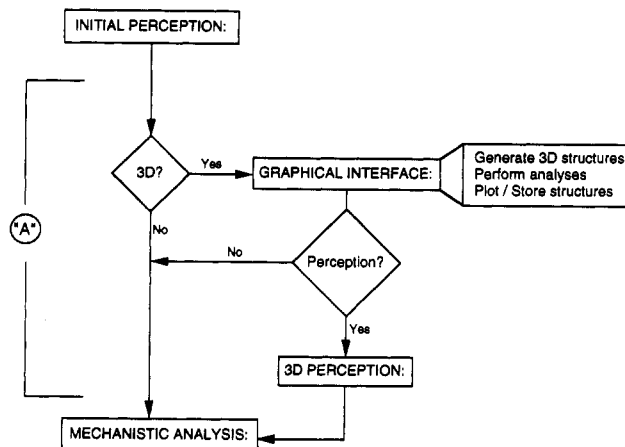 INITIAL PERCEPTION:
3D?
Yes
GRAPHICAL INTERFACE:
Generate 3D structures
Perform analyses
Plot / Store structures
"A"
No
No
Perception?
Yes
3D PERCEPTION:
MECHANISTIC ANALYSIS: